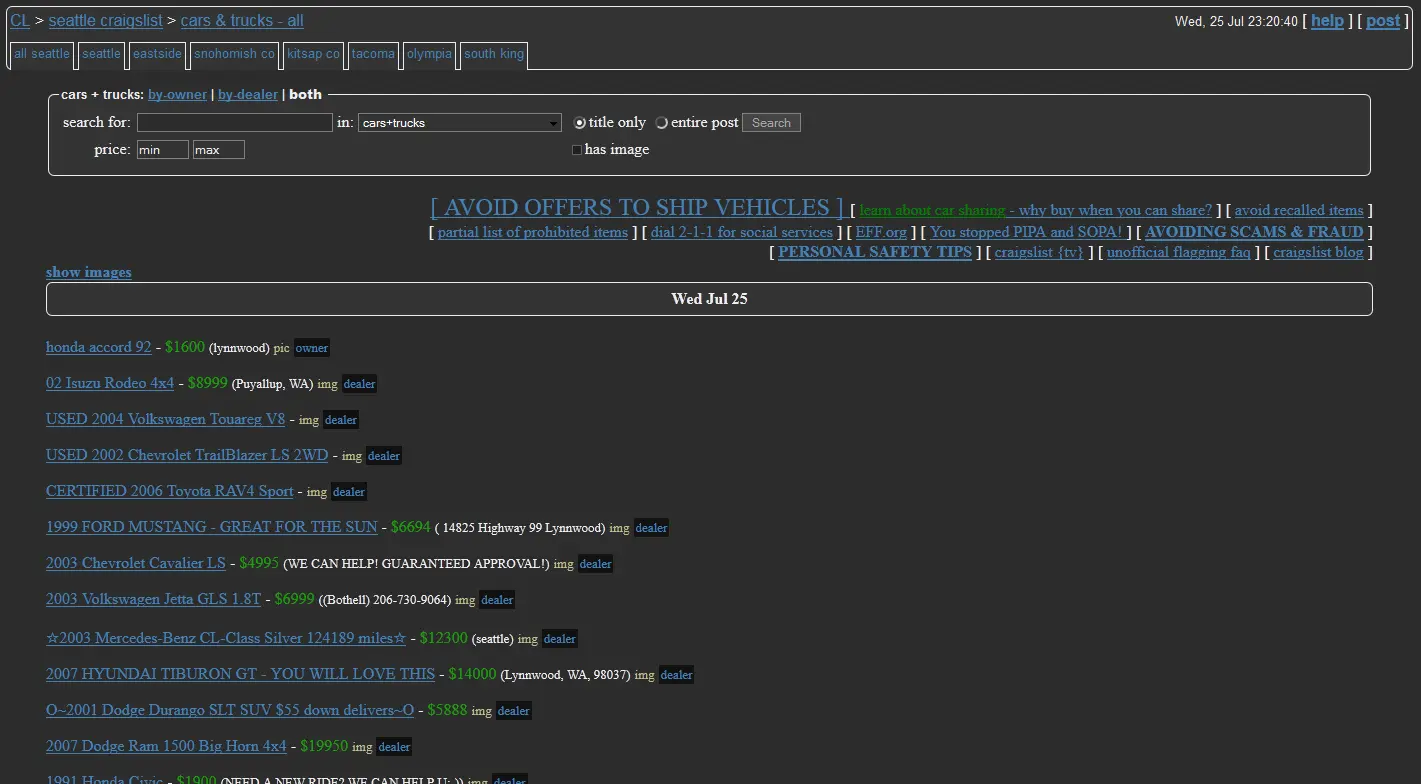 CL > seattle craigslist > cars & trucks - all
Wed, 25 Jul 23:20:40 [ help ] [ post ]
all seattle seattle eastside snohomish co kitsap co tacoma olympia south king
cars + trucks: by-owner | by-dealer | both
search for: in: cars+trucks title only entire post Search
price: min max has image
[ AVOID OFFERS TO SHIP VEHICLES ] [ learn about car sharing - why buy when you can share? ] [ avoid recalled items ]
[ partial list of prohibited items ] [ dial 2-1-1 for social services ] [ EFF.org ] [ You stopped PIPA and SOPA! ] [ AVOIDING SCAMS & FRAUD ]
[ PERSONAL SAFETY TIPS ] [ craigslist {tv} ] [ unofficial flagging faq ] [ craigslist blog ]
show images
Wed Jul 25
honda accord 92 - $1600 (lynnwood) pic owner
02 Isuzu Rodeo 4x4 - $8999 (Puyallup, WA) img dealer
USED 2004 Volkswagen Touareg V8 - img dealer
USED 2002 Chevrolet TrailBlazer LS 2WD - img dealer
CERTIFIED 2006 Toyota RAV4 Sport - img dealer
1999 FORD MUSTANG - GREAT FOR THE SUN - $6694 ( 14825 Highway 99 Lynnwood) img dealer
2003 Chevrolet Cavalier LS - $4995 (WE CAN HELP! GUARANTEED APPROVAL!) img dealer
2003 Volkswagen Jetta GLS 1.8T - $6999 ((Bothell) 206-730-9064) img dealer
☆2003 Mercedes-Benz CL-Class Silver 124189 miles☆ - $12300 (seattle) img dealer
2007 HYUNDAI TIBURON GT - YOU WILL LOVE THIS - $14000 (Lynnwood, WA, 98037) img dealer
O~2001 Dodge Durango SLT SUV $55 down delivers~O - $5888 img dealer
2007 Dodge Ram 1500 Big Horn 4x4 - $19950 img dealer
1991 Honda Civic - $1900 (NEED A NEW RIDE? WE CAN HELP U: )) img dealer